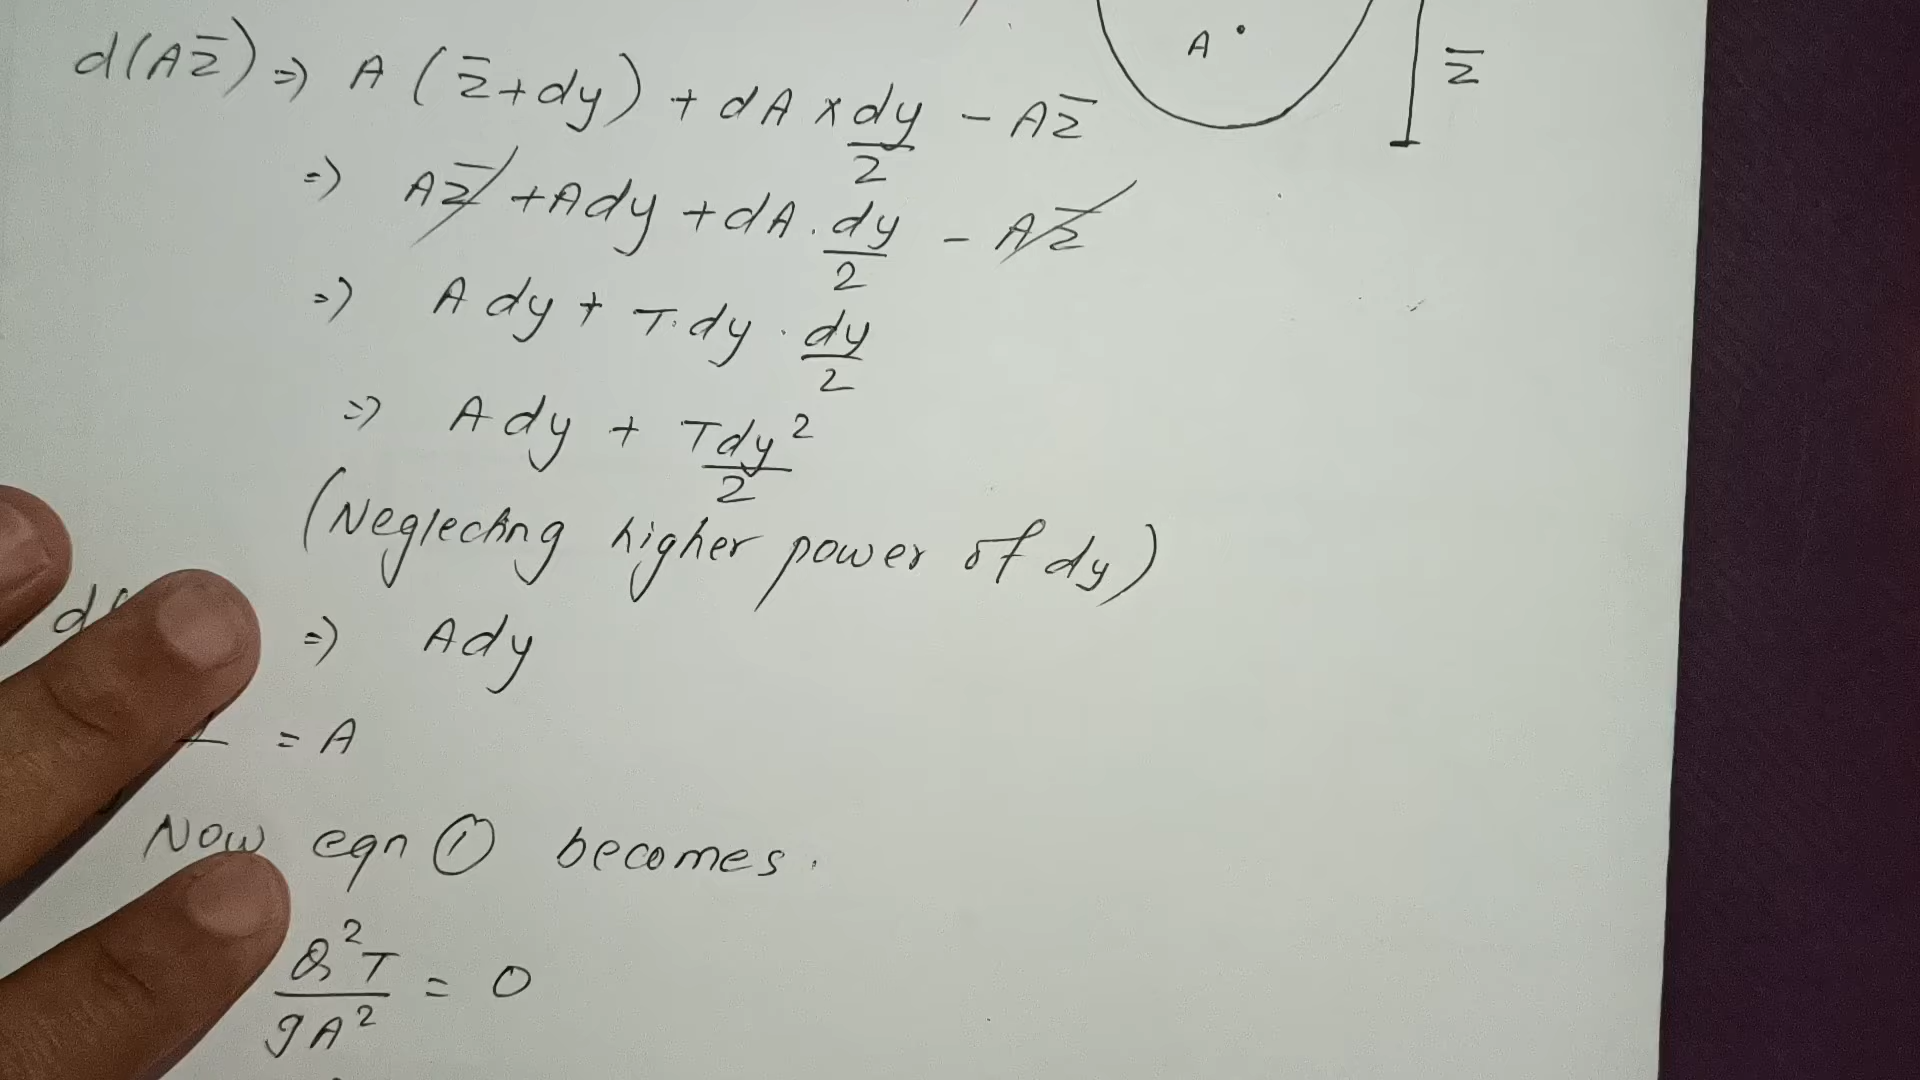 A
z̄
d(Az̄) ⇒ A (z̄+dy) + dA × dy/2 - Az̄
⇒ Az̄ + Ady + dA . dy/2 - Az̄
⇒ A dy + T.dy . dy/2
⇒ A dy + Tdy²/2
(Neglecting higher power of dy)
⇒ Ady
= A
Now eqn ① becomes.
Q²T/gA² = 0